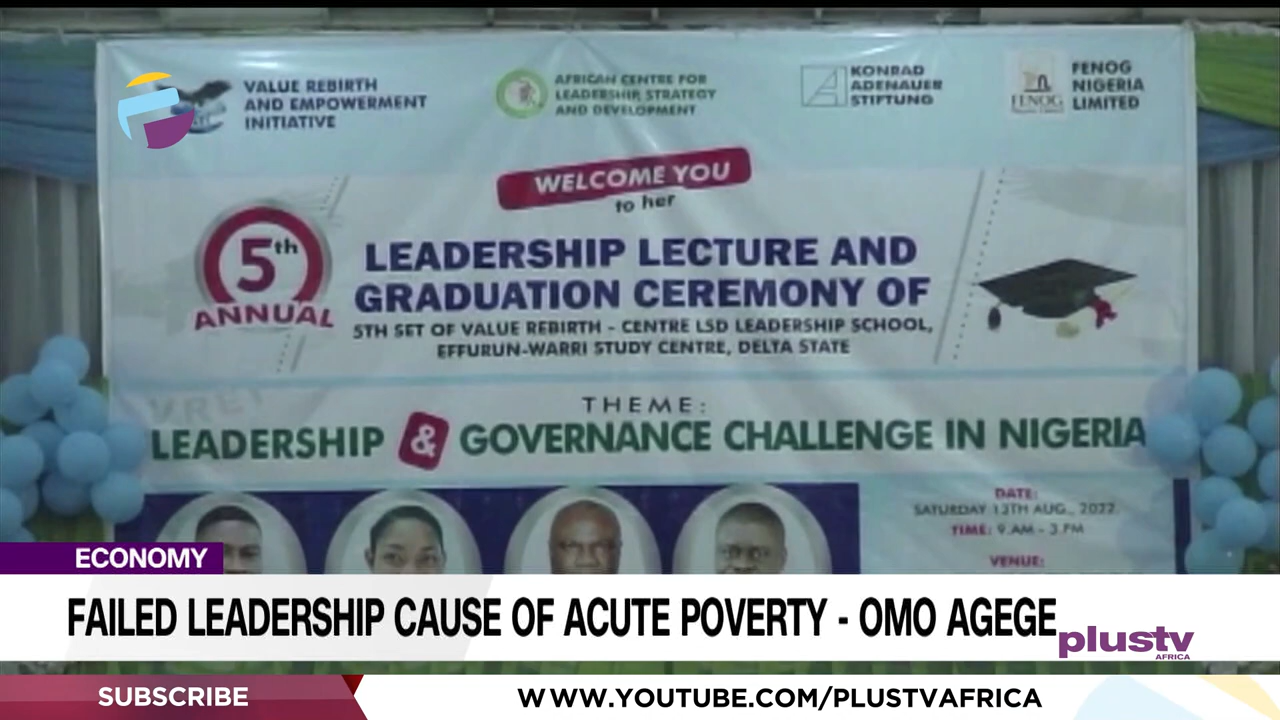 VALUE REBIRTH
AND EMPOWERMENT
INITIATIVE
AFRICAN CENTRE FOR
LEADERSHIP, STRATEGY
AND DEVELOPMENT
KONRAD
ADENAUER
STIFTUNG
FENOG
FENOG
NIGERIA
LIMITED
WELCOME YOU
to her
5th
ANNUAL
LEADERSHIP LECTURE AND
GRADUATION CEREMONY OF
5TH SET OF VALUE REBIRTH - CENTRE LSD LEADERSHIP SCHOOL,
EFFURUN-WARRI STUDY CENTRE, DELTA STATE
THEME:
LEADERSHIP & GOVERNANCE CHALLENGE IN NIGERIA
DATE:
SATURDAY 13TH AUG., 2022
TIME: 9.AM - 3.PM
VENUE:
ECONOMY
FAILED LEADERSHIP CAUSE OF ACUTE POVERTY - OMO AGEGE
plustv
AFRICA
SUBSCRIBE
WWW.YOUTUBE.COM/PLUSTVAFRICA